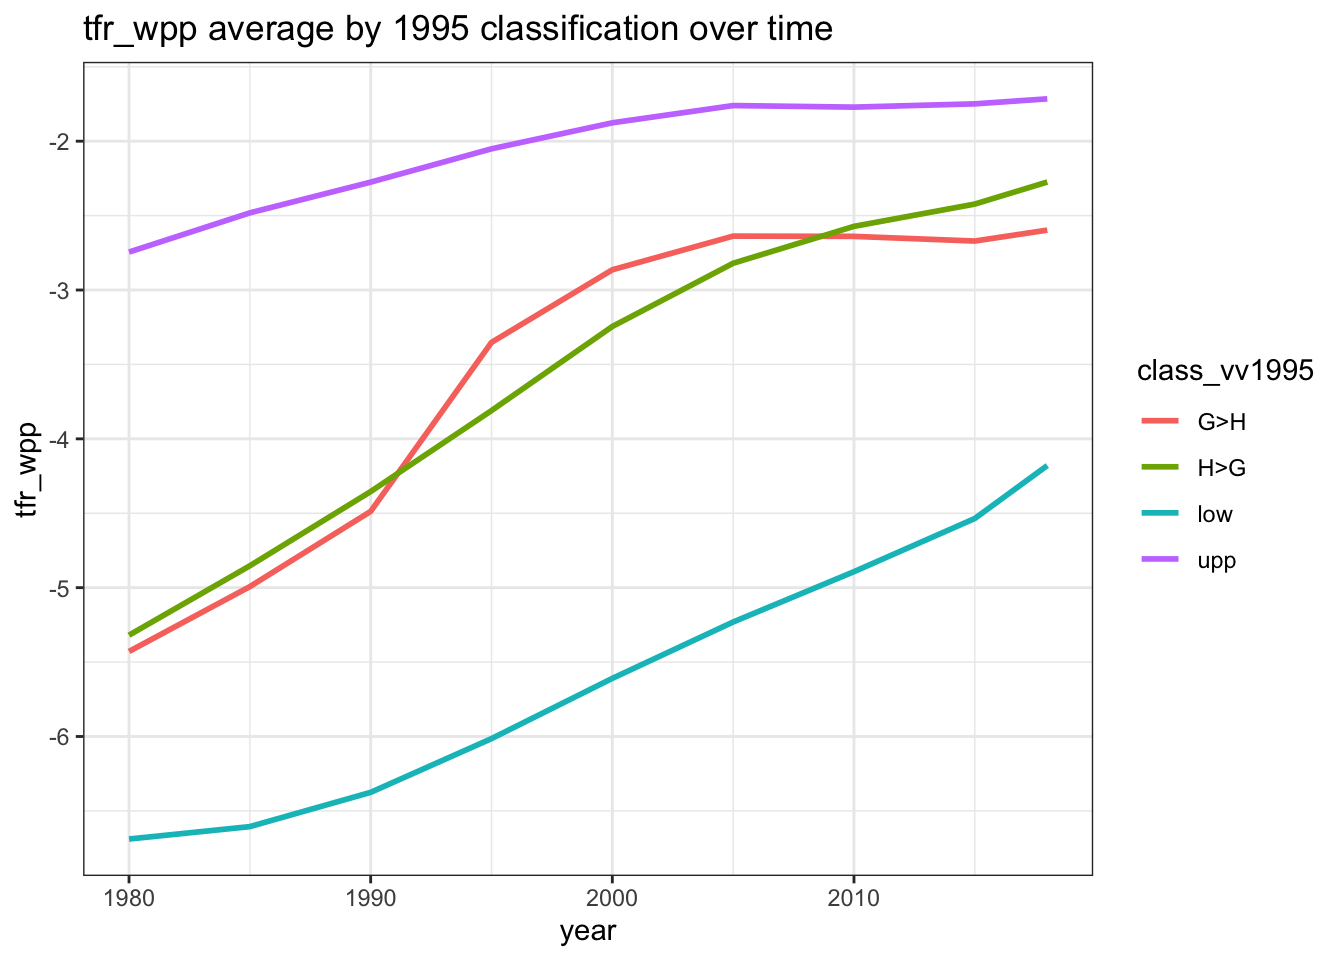 tfr_wpp average by 1995 classification over time
-2
-3
-4
-5
-6
tfr_wpp
1980 1990 2000 2010
year
class_vv1995
G>H
H>G
low
upp